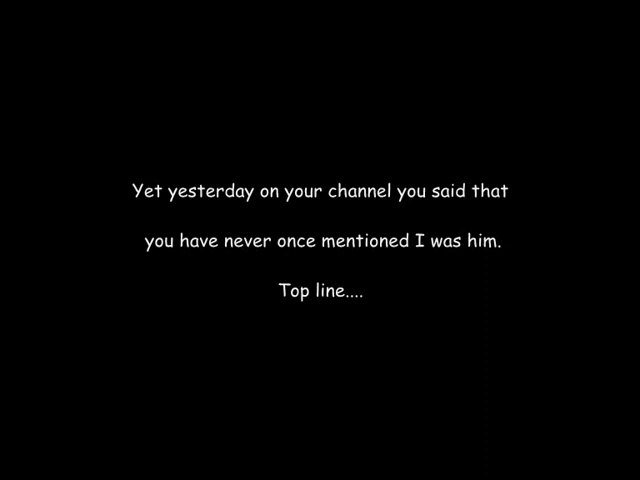 Yet yesterday on your channel you said that
you have never once mentioned I was him.
Top line....